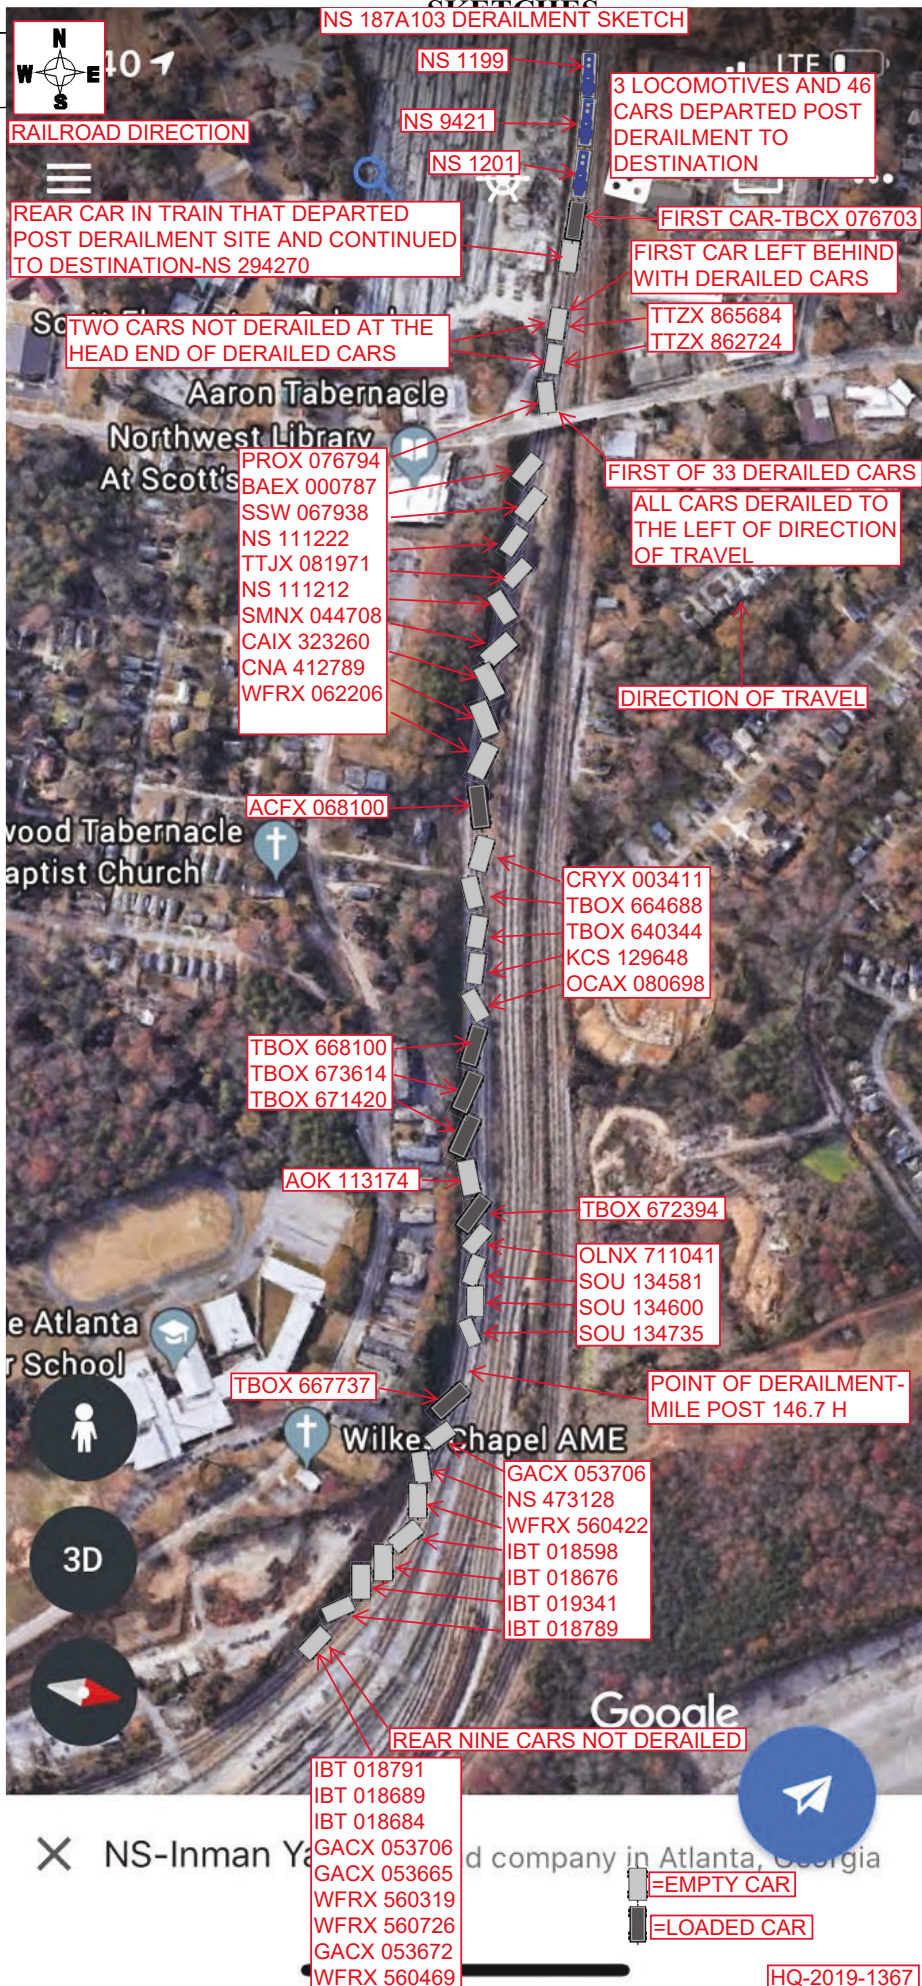 SKETCHES
NS 187A103 DERAILMENT SKETCH
N
W E
S
40
LTE
RAILROAD DIRECTION
NS 1199
NS 9421
NS 1201
3 LOCOMOTIVES AND 46
CARS DEPARTED POST
DERAILMENT TO
DESTINATION
REAR CAR IN TRAIN THAT DEPARTED
POST DERAILMENT SITE AND CONTINUED
TO DESTINATION-NS 294270
FIRST CAR-TBCX 076703
FIRST CAR LEFT BEHIND
WITH DERAILED CARS
TWO CARS NOT DERAILED AT THE
HEAD END OF DERAILED CARS
TTZX 865684
TTZX 862724
Aaron Tabernacle
Northwest Library
At Scott's
PROX 076794
BAEX 000787
SSW 067938
NS 111222
TTJX 081971
NS 111212
SMNX 044708
CAIX 323260
CNA 412789
WFRX 062206
FIRST OF 33 DERAILED CARS
ALL CARS DERAILED TO
THE LEFT OF DIRECTION
OF TRAVEL
DIRECTION OF TRAVEL
ACFX 068100
wood Tabernacle
aptist Church
CRYX 003411
TBOX 664688
TBOX 640344
KCS 129648
OCAX 080698
TBOX 668100
TBOX 673614
TBOX 671420
AOK 113174
TBOX 672394
OLNX 711041
SOU 134581
SOU 134600
SOU 134735
e Atlanta
r School
TBOX 667737
POINT OF DERAILMENT-
MILE POST 146.7 H
Wilkes Chapel AME
GACX 053706
NS 473128
WFRX 560422
IBT 018598
IBT 018676
IBT 019341
IBT 018789
3D
Google
REAR NINE CARS NOT DERAILED
IBT 018791
IBT 018689
IBT 018684
GACX 053706
GACX 053665
WFRX 560319
WFRX 560726
GACX 053672
WFRX 560469
NS-Inman Ya d company in Atlanta, Georgia
=EMPTY CAR
=LOADED CAR
HQ-2019-1367